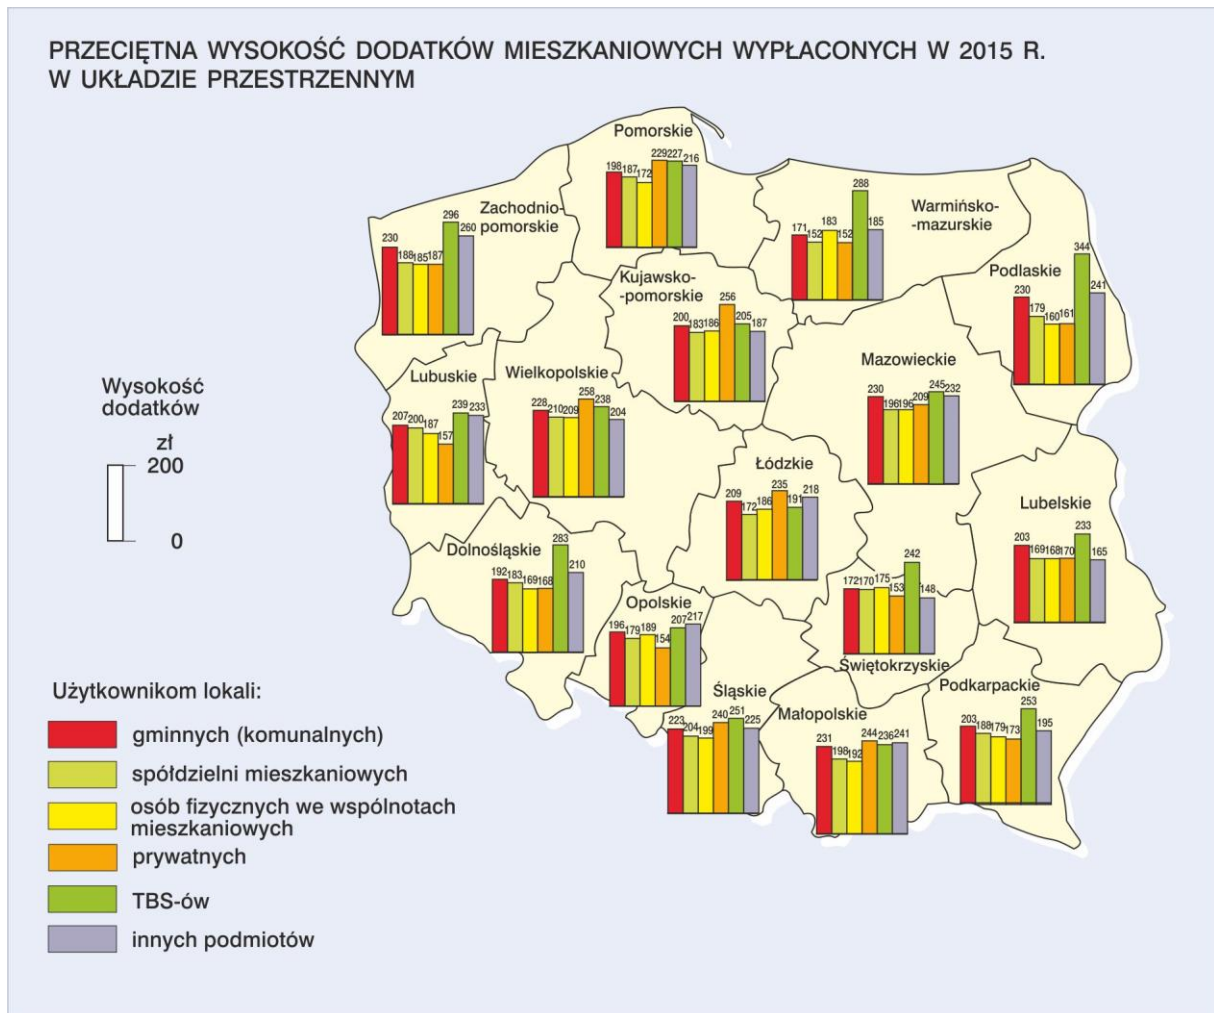 PRZECIĘTNA WYSOKOŚĆ DODATKÓW MIESZKANIOWYCH WYPŁACONYCH W 2015 R.
W UKŁADZIE PRZESTRZENNYM
Pomorskie
198 187 172 229 227 216
Zachodnio-
pomorskie
230 188 185 187 296 260
Warmińsko-
-mazurskie
171 152 183 152 288 185
Podlaskie
230 179 160 161 344 241
Kujawsko-
-pomorskie
200 183 186 256 205 187
Mazowieckie
230 196 196 209 245 232
Lubuskie
207 200 187 157 239 233
Wielkopolskie
228 210 209 258 238 204
Wysokość
dodatków
zł
200
0
Łódzkie
209 172 186 235 191 218
Lubelskie
203 169 168 170 233 165
Dolnośląskie
192 183 169 168 283 210
Opolskie
196 179 189 154 207 217
172 170 175 153 242 148
Świętokrzyskie
Śląskie
223 204 199 240 251 225
Małopolskie
231 198 192 244 236 241
Podkarpackie
203 188 179 173 253 195
Użytkownikom lokali:
gminnych (komunalnych)
spółdzielni mieszkaniowych
osób fizycznych we wspólnotach
mieszkaniowych
prywatnych
TBS-ów
innych podmiotów